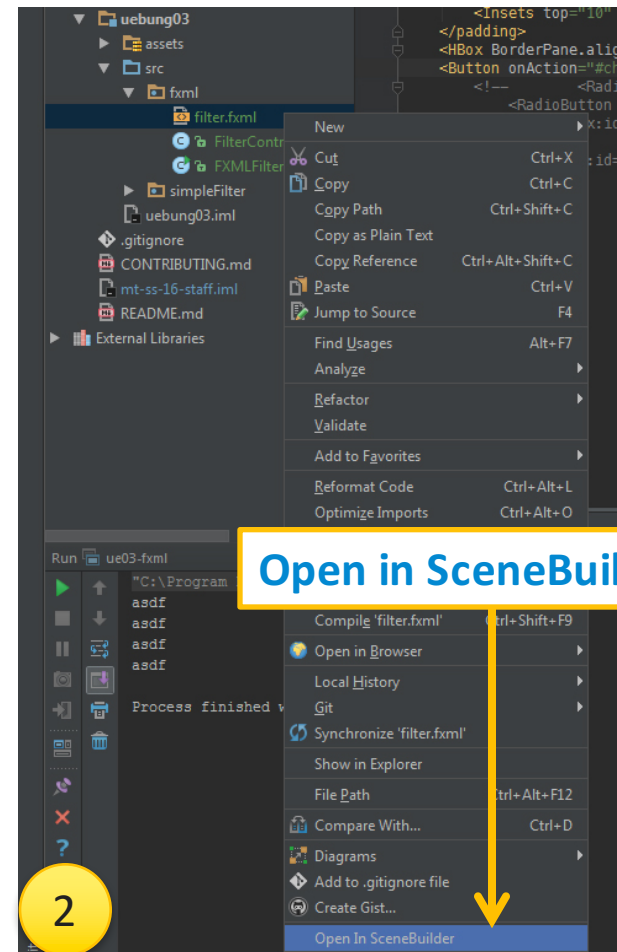 uebung03
assets
src
fxml
filter.fxml
FilterContr
FXMLFilter
simpleFilter
uebung03.iml
.gitignore
CONTRIBUTING.md
mt-ss-16-staff.iml
README.md
External Libraries
<Insets top="10"
</padding>
<HBox BorderPane.alig
<Button onAction="#ch
<!-- <Radi
<RadioButton
x:id
:id=
New
Cut Ctrl+X
Copy Ctrl+C
Copy Path Ctrl+Shift+C
Copy as Plain Text
Copy Reference Ctrl+Alt+Shift+C
Paste Ctrl+V
Jump to Source F4
Find Usages Alt+F7
Analyze
Refactor
Validate
Add to Favorites
Reformat Code Ctrl+Alt+L
Optimize Imports Ctrl+Alt+O
Open in SceneBuil
Compile 'filter.fxml' Ctrl+Shift+F9
Open in Browser
Local History
Git
Synchronize 'filter.fxml'
Show in Explorer
File Path Ctrl+Alt+F12
Compare With... Ctrl+D
Diagrams
Add to .gitignore file
Create Gist...
Open In SceneBuilder
Run ue03-fxml
"C:\Program
asdf
asdf
asdf
asdf
Process finished w
2